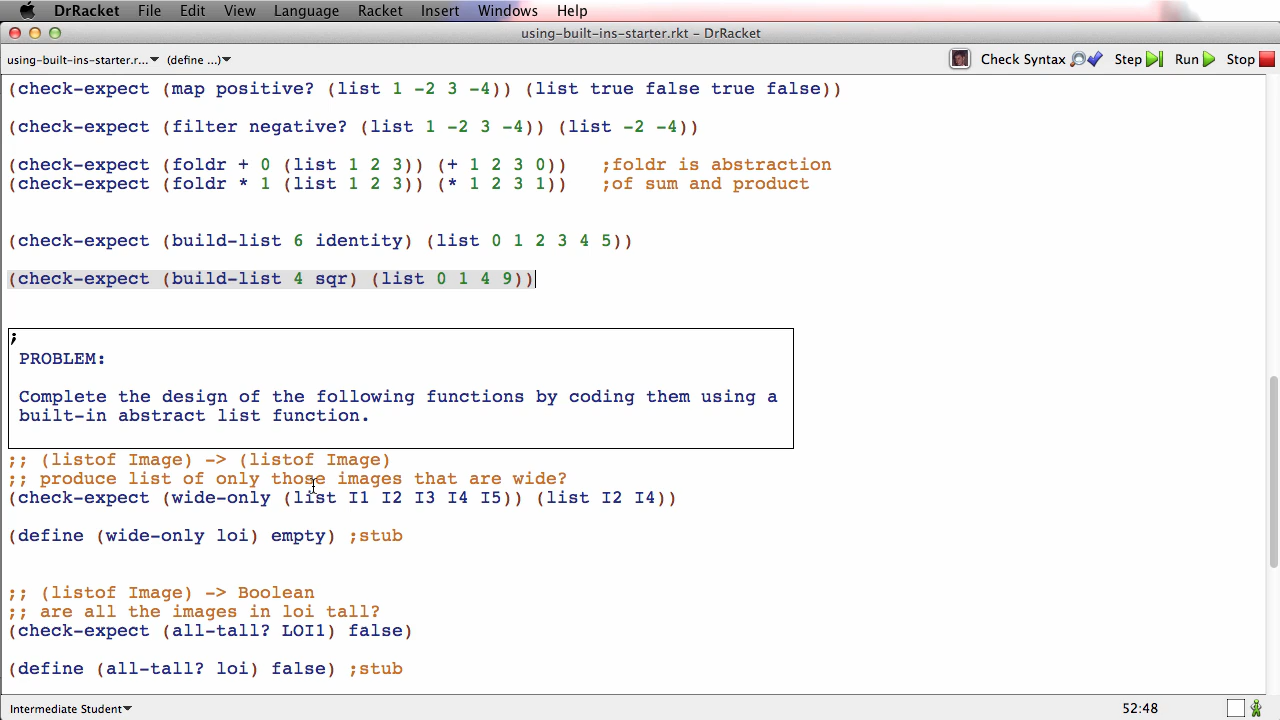 DrRacket File Edit View Language Racket Insert Windows Help
using-built-ins-starter.rkt – DrRacket
using-built-ins-starter.r... (define ...) Check Syntax Step Run Stop
(check-expect (map positive? (list 1 -2 3 -4)) (list true false true false))
(check-expect (filter negative? (list 1 -2 3 -4)) (list -2 -4))
(check-expect (foldr + 0 (list 1 2 3)) (+ 1 2 3 0)) ;foldr is abstraction
(check-expect (foldr * 1 (list 1 2 3)) (* 1 2 3 1)) ;of sum and product
(check-expect (build-list 6 identity) (list 0 1 2 3 4 5))
(check-expect (build-list 4 sqr) (list 0 1 4 9))
;
PROBLEM:
Complete the design of the following functions by coding them using a
built-in abstract list function.
;; (listof Image) -> (listof Image)
;; produce list of only those images that are wide?
(check-expect (wide-only (list I1 I2 I3 I4 I5)) (list I2 I4))
(define (wide-only loi) empty) ;stub
;; (listof Image) -> Boolean
;; are all the images in loi tall?
(check-expect (all-tall? LOI1) false)
(define (all-tall? loi) false) ;stub
Intermediate Student 52:48